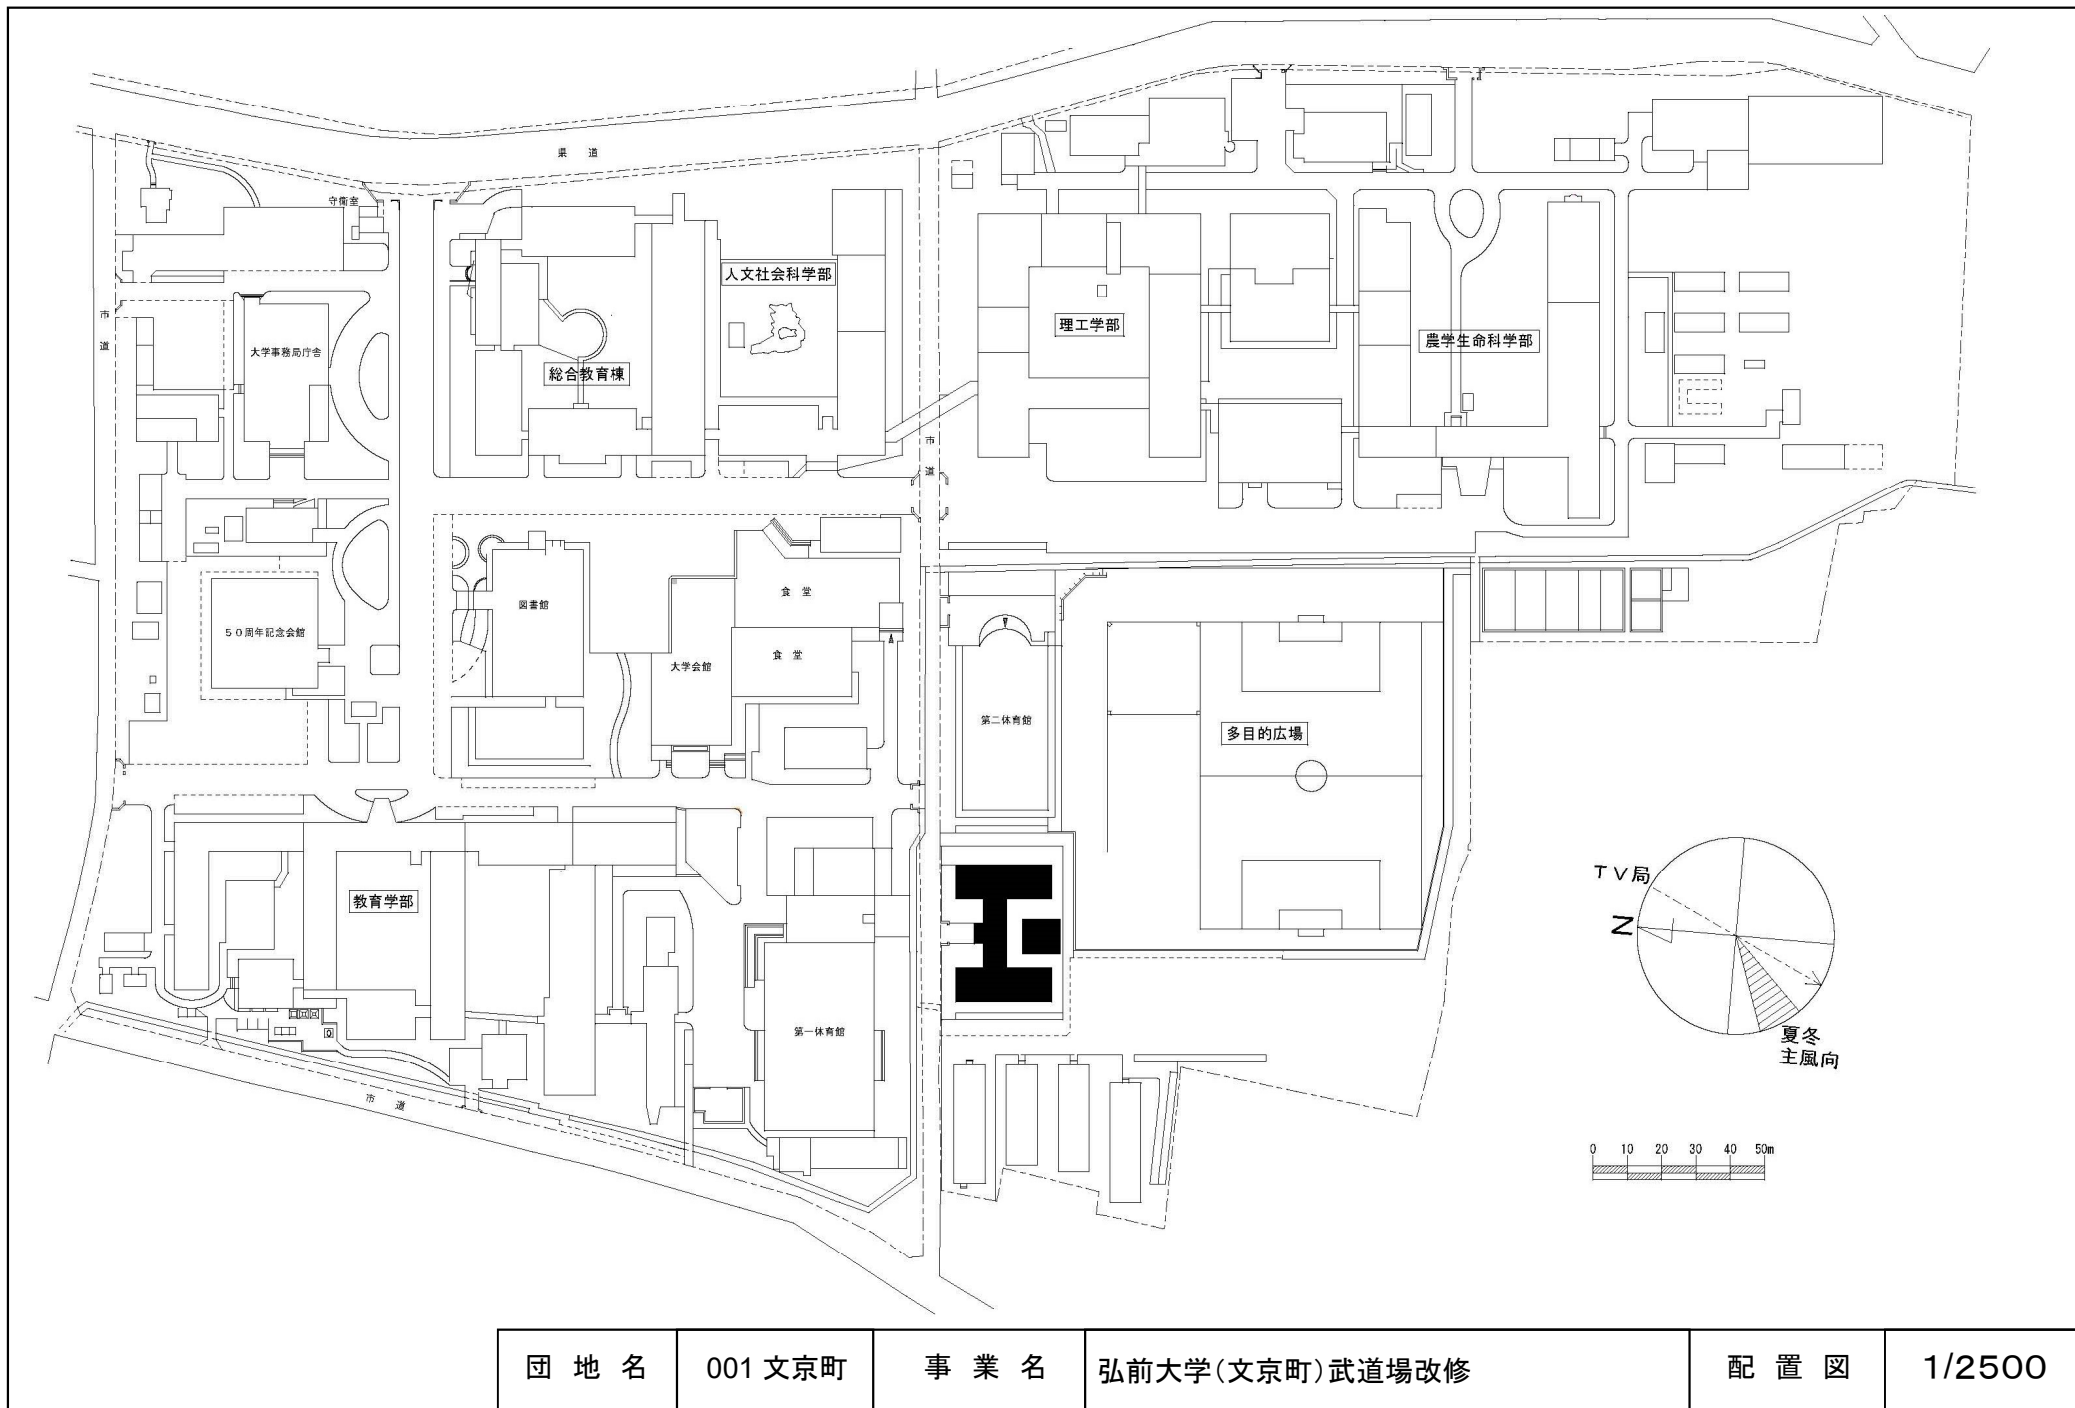 県 道
守衛室
人文社会科学部
市
道
大学事務局庁舎
総合教育棟
理工学部
農学生命科学部
市
道
図書館
食 堂
50周年記念会館
大学会館
食 堂
第二体育館
多目的広場
教育学部
第一体育館
市 道
TV局
N
夏冬
主風向
0 10 20 30 40 50m
団 地 名 001 文京町 事 業 名 弘前大学(文京町)武道場改修 配 置 図 1/2500